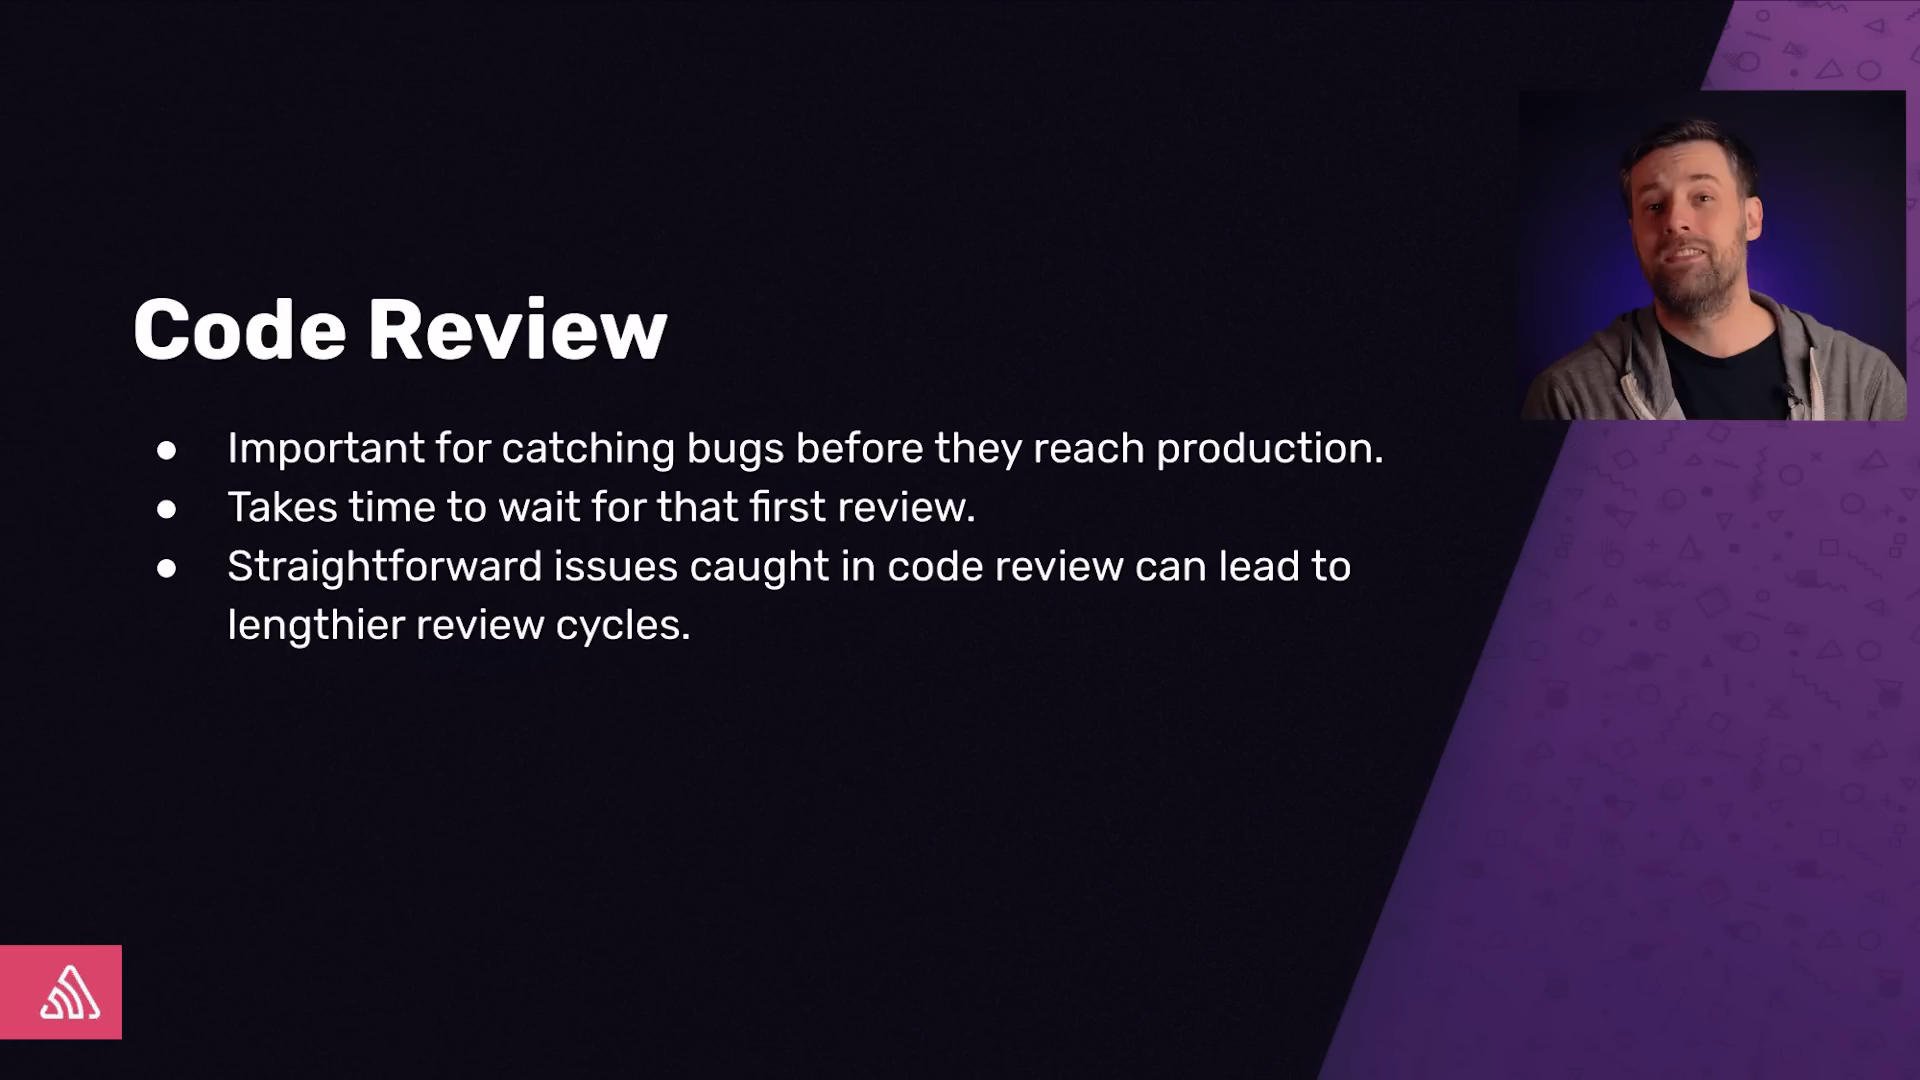 Code Review
● Important for catching bugs before they reach production.
● Takes time to wait for that first review.
● Straightforward issues caught in code review can lead to
lengthier review cycles.